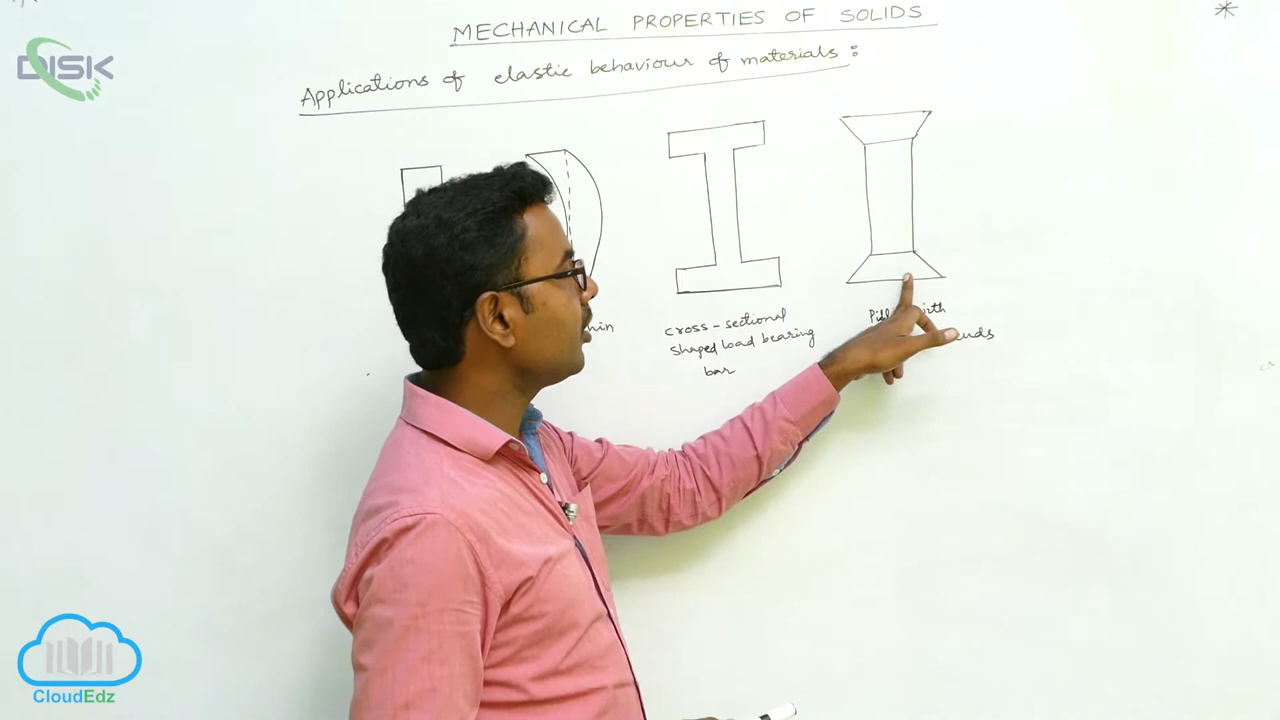 MECHANICAL PROPERTIES OF SOLIDS
*
DISK
Applications of elastic behaviour of materials:
cross-sectional
shaped load bearing
bar
CloudEdz